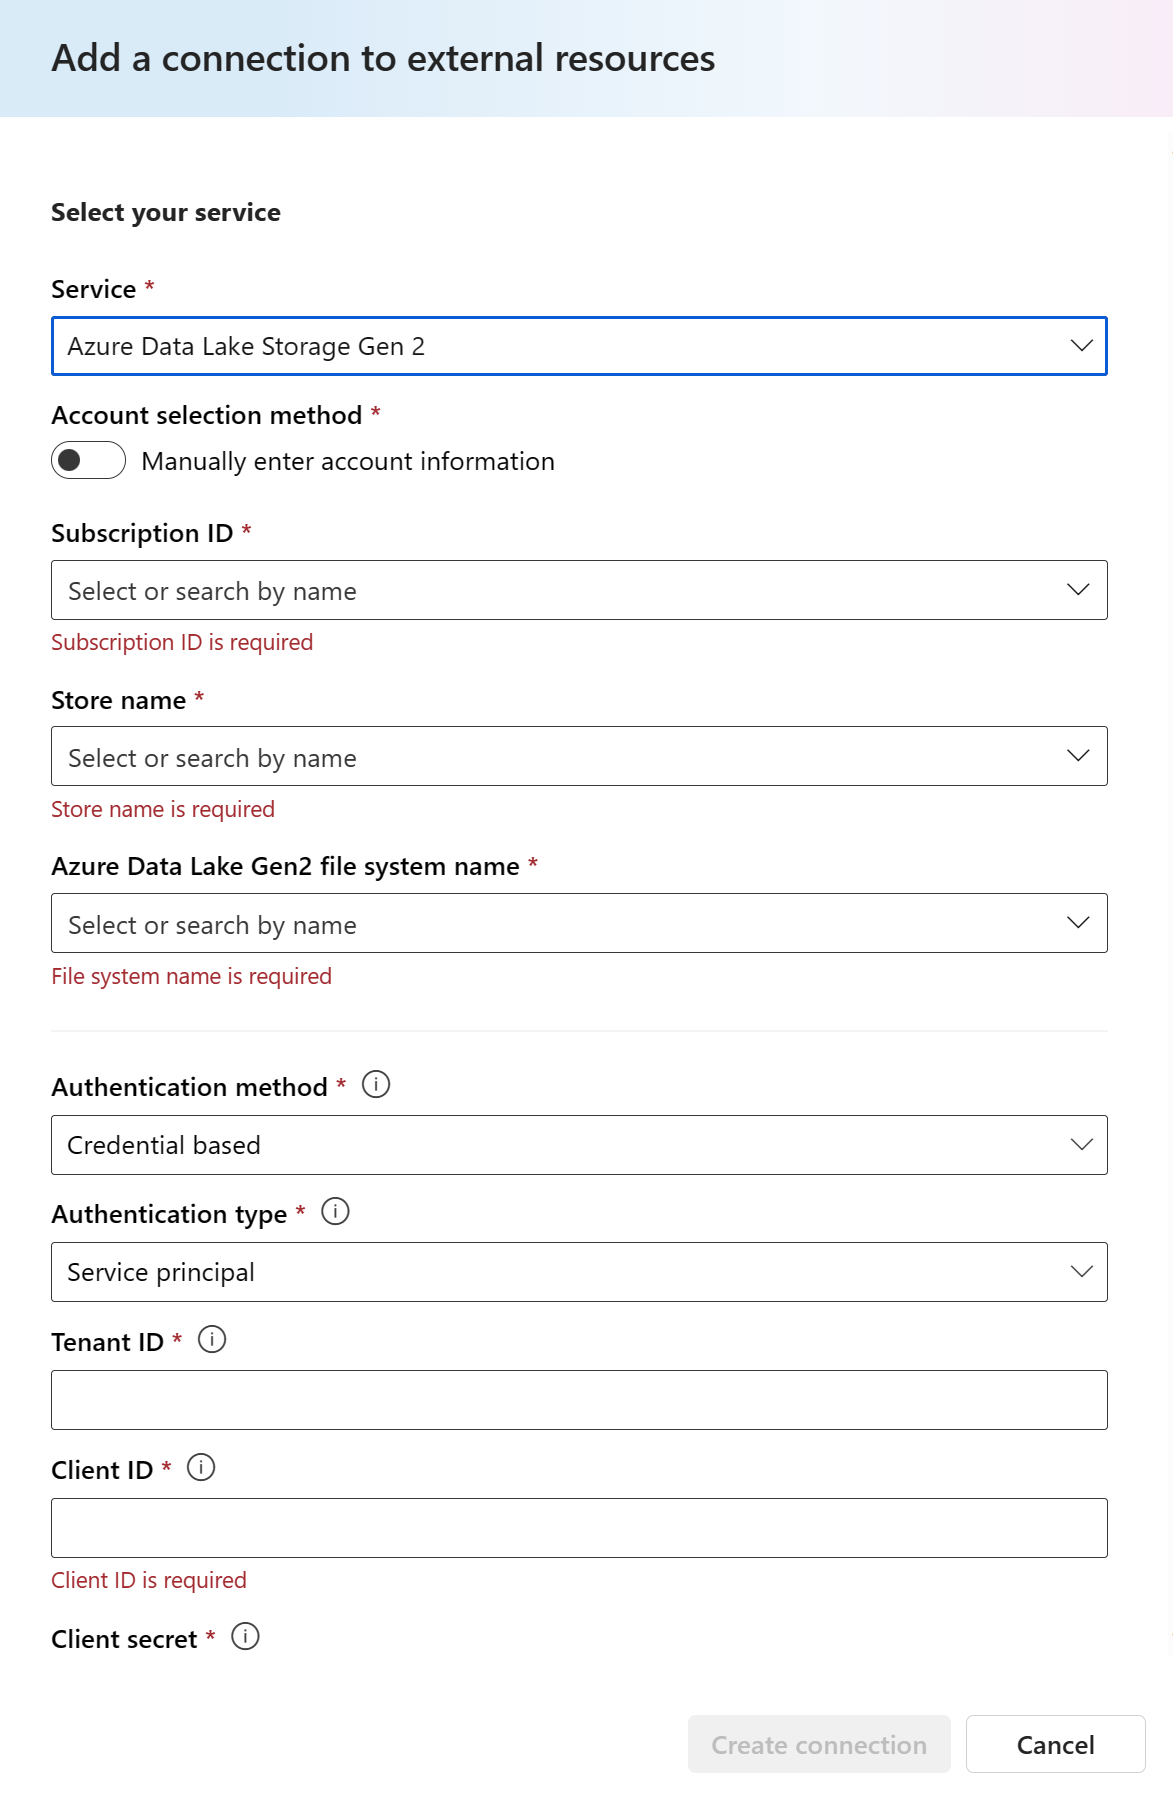 Add a connection to external resources
Select your service
Service *
Azure Data Lake Storage Gen 2
Account selection method *
Manually enter account information
Subscription ID *
Select or search by name
Subscription ID is required
Store name *
Select or search by name
Store name is required
Azure Data Lake Gen2 file system name *
Select or search by name
File system name is required
Authentication method *
Credential based
Authentication type *
Service principal
Tenant ID *
Client ID *
Client ID is required
Client secret *
Create connection
Cancel